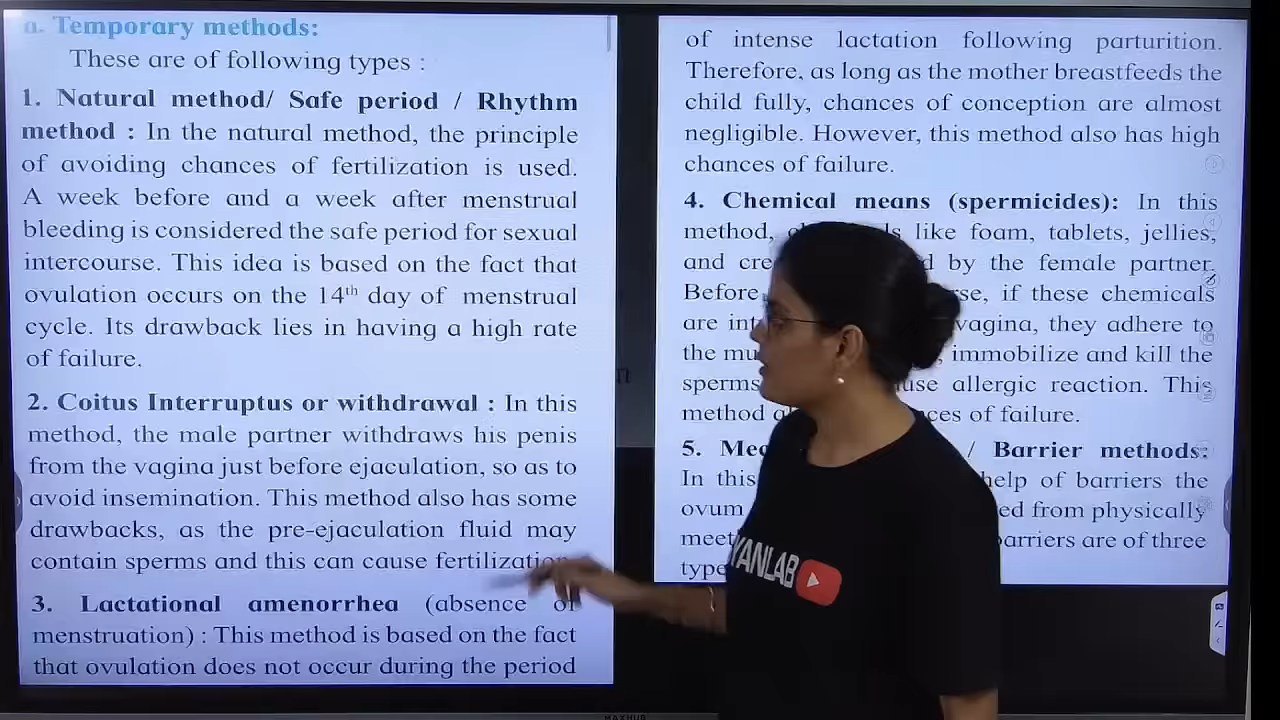 a. Temporary methods:
These are of following types :
1. Natural method/ Safe period / Rhythm
method : In the natural method, the principle
of avoiding chances of fertilization is used.
A week before and a week after menstrual
bleeding is considered the safe period for sexual
intercourse. This idea is based on the fact that
ovulation occurs on the 14th day of menstrual
cycle. Its drawback lies in having a high rate
of failure.
2. Coitus Interruptus or withdrawal : In this
method, the male partner withdraws his penis
from the vagina just before ejaculation, so as to
avoid insemination. This method also has some
drawbacks, as the pre-ejaculation fluid may
contain sperms and this can cause fertilization
3. Lactational amenorrhea (absence of
menstruation) : This method is based on the fact
that ovulation does not occur during the period
of intense lactation following parturition.
Therefore, as long as the mother breastfeeds the
child fully, chances of conception are almost
negligible. However, this method also has high
chances of failure.
4. Chemical means (spermicides): In this
method, like foam, tablets, jellies,
and by the female partner.
Before if these chemicals
are vagina, they adhere to
the immobilize and kill the
sperms allergic reaction. This
method of failure.
5. / Barrier methods:
In this help of barriers the
ovum from physically
meet barriers are of three
type
YANLAB
MAXHUB